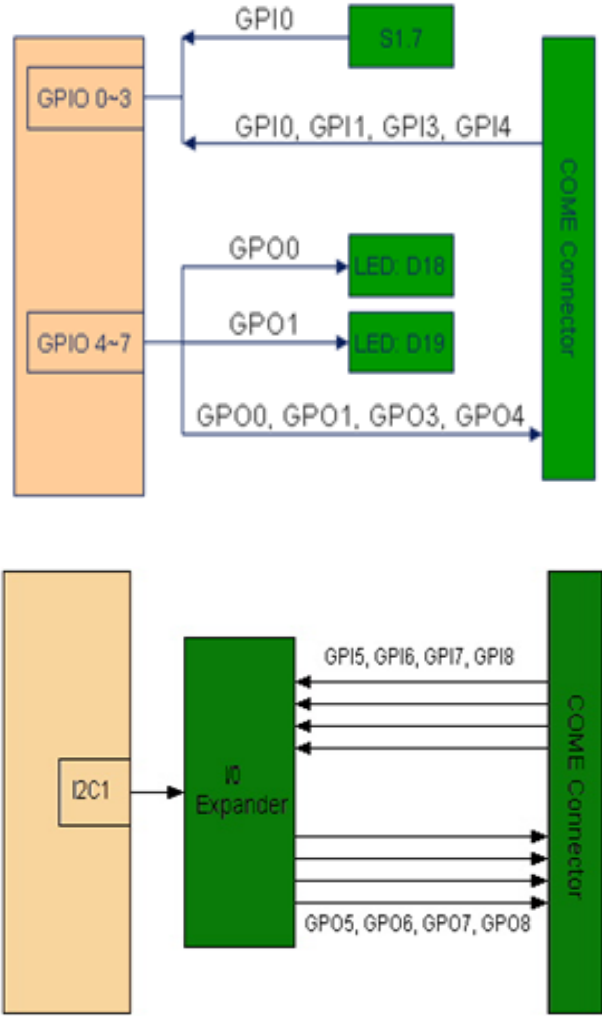 GPI0
S1.7
GPIO 0~3
GPI0, GPI1, GPI3, GPI4
COME Connector
GPO0
LED: D18
GPO1
GPIO 4~7
LED: D19
GPO0, GPO1, GPO3, GPO4
GPI5, GPI6, GPI7, GPI8
I2C1
I/0
Expander
COME Connector
GPO5, GPO6, GPO7, GPO8